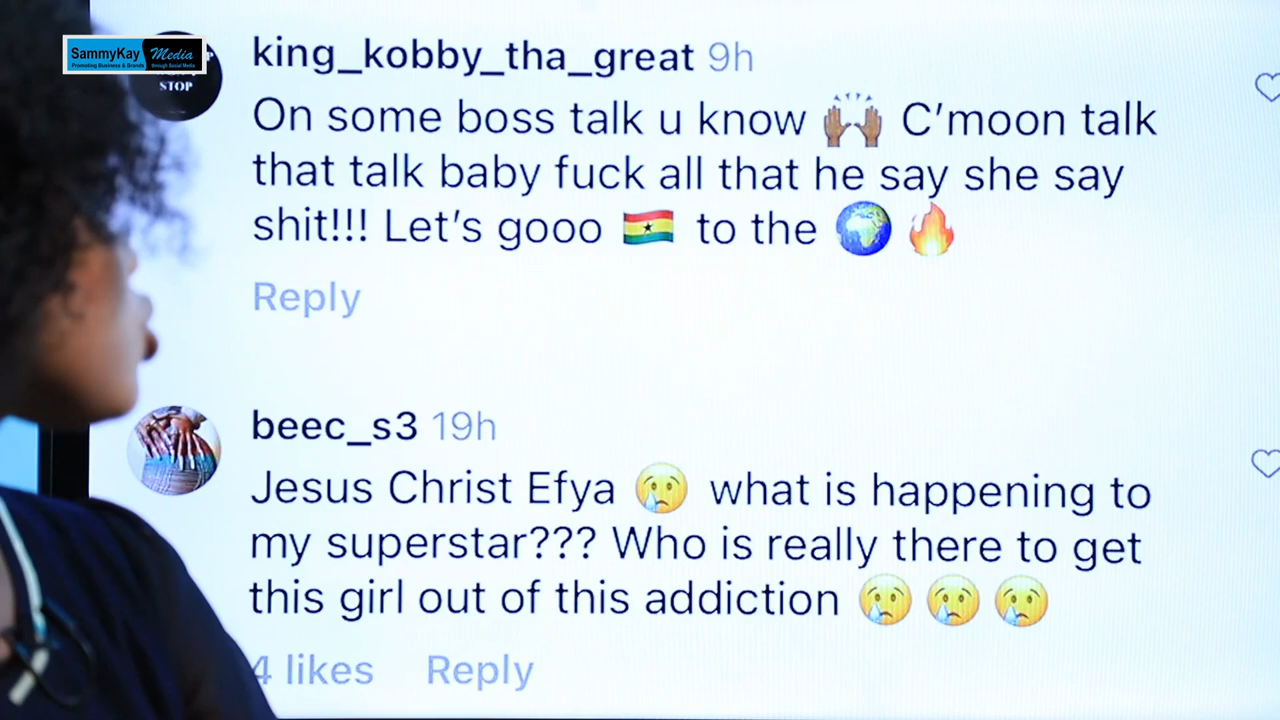 SammyKay Media
Promoting Business & Brands through Social Media
STOP
king_kobby_tha_great 9h
On some boss talk u know 🙌🏾 C’moon talk
that talk baby fuck all that he say she say
shit!!! Let’s gooo 🇬🇭 to the 🌍 🔥
Reply
beec_s3 19h
Jesus Christ Efya 😢 what is happening to
my superstar??? Who is really there to get
this girl out of this addiction 😢 😢 😢
4 likes Reply